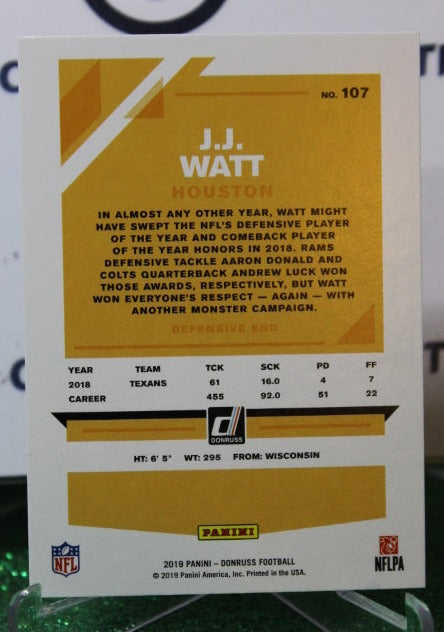 NO. 107
J.J.
WATT
HOUSTON
IN ALMOST ANY OTHER YEAR, WATT MIGHT
HAVE SWEPT THE NFL'S DEFENSIVE PLAYER
OF THE YEAR AND COMEBACK PLAYER
OF THE YEAR HONORS IN 2018. RAMS
DEFENSIVE TACKLE AARON DONALD AND
COLTS QUARTERBACK ANDREW LUCK WON
THOSE AWARDS, RESPECTIVELY, BUT WATT
WON EVERYONE'S RESPECT — AGAIN — WITH
ANOTHER MONSTER CAMPAIGN.
DEFENSIVE END
YEAR TEAM TCK SCK PD FF
2018 TEXANS 61 16.0 4 7
CAREER 455 92.0 51 22
d
DONRUSS
HT: 6' 5" WT: 295 FROM: WISCONSIN
PANINI
2019 PANINI – DONRUSS FOOTBALL
© 2019 Panini America, Inc. Printed in the USA.
NFL
NFLPA